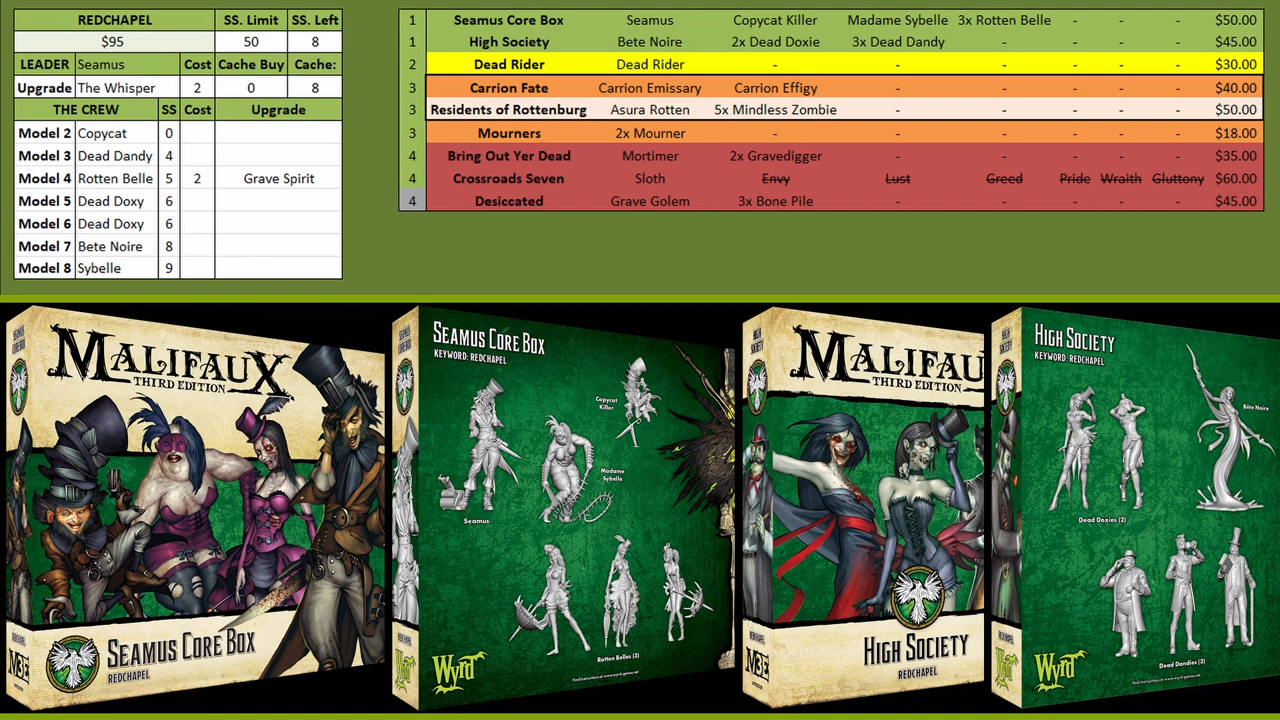 REDCHAPEL SS. Limit SS. Left
$95 50 8
LEADER Seamus Cost Cache Buy Cache:
Upgrade The Whisper 2 0 8
THE CREW SS Cost Upgrade
Model 2 Copycat 0
Model 3 Dead Dandy 4
Model 4 Rotten Belle 5 2 Grave Spirit
Model 5 Dead Doxy 6
Model 6 Dead Doxy 6
Model 7 Bete Noire 8
Model 8 Sybelle 9
1 Seamus Core Box Seamus Copycat Killer Madame Sybelle 3x Rotten Belle - - - $50.00
1 High Society Bete Noire 2x Dead Doxie 3x Dead Dandy - - - - $45.00
2 Dead Rider Dead Rider - - - - - - $30.00
3 Carrion Fate Carrion Emissary Carrion Effigy - - - - - $40.00
3 Residents of Rottenburg Asura Rotten 5x Mindless Zombie - - - - - $50.00
3 Mourners 2x Mourner - - - - - - $18.00
4 Bring Out Yer Dead Mortimer 2x Gravedigger - - - - - $35.00
4 Crossroads Seven Sloth Envy Lust Greed Pride Wraith Gluttony $60.00
4 Desiccated Grave Golem 3x Bone Pile - - - - - $45.00
MALIFAUX
THIRD EDITION
SEAMUS CORE BOX
REDCHAPEL
M3E
SEAMUS CORE BOX
KEYWORD: REDCHAPEL
Copycat
Killer
Madame
Sybelle
Seamus
Rotten Belles (3)
Wyrd
MALIFAU
THIRD EDITION
HIGH SOCIETY
REDCHAPEL
M3E
HIGH SOCIETY
KEYWORD: REDCHAPEL
Bête Noire
Dead Doxies (2)
Dead Dandies (3)
Wyrd